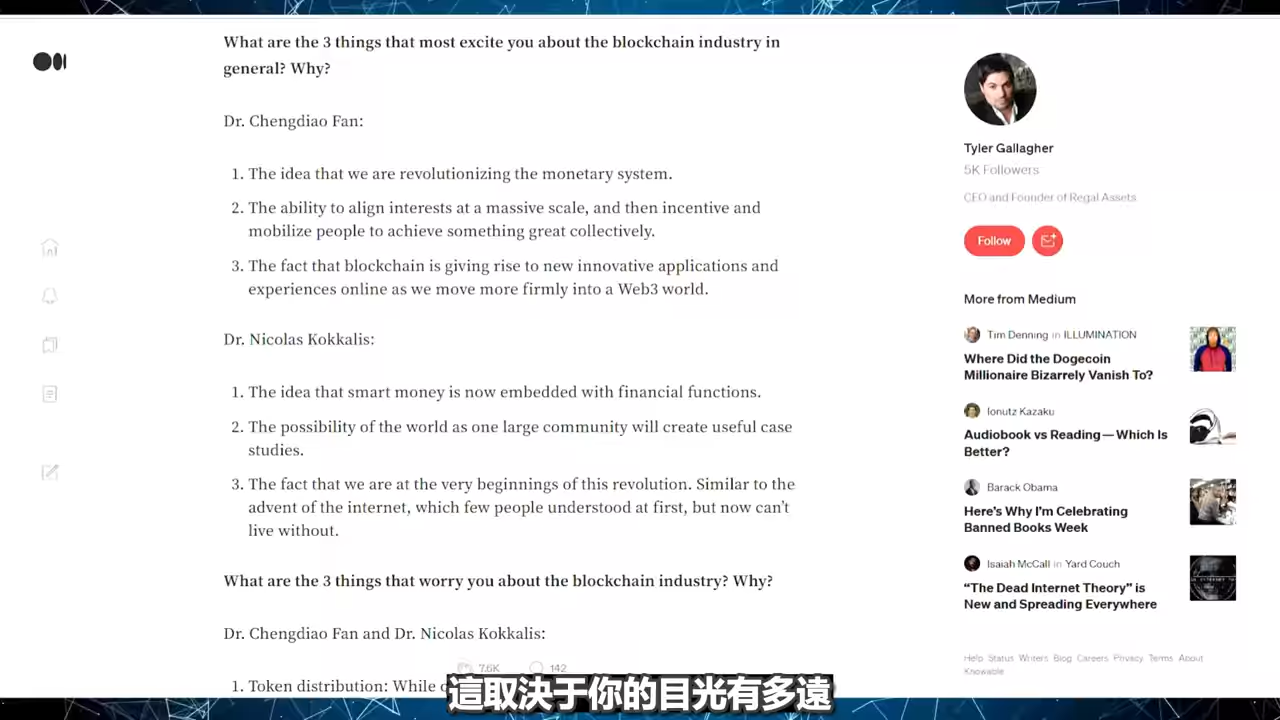 What are the 3 things that most excite you about the blockchain industry in
general? Why?
Dr. Chengdiao Fan:
1. The idea that we are revolutionizing the monetary system.
2. The ability to align interests at a massive scale, and then incentive and
mobilize people to achieve something great collectively.
3. The fact that blockchain is giving rise to new innovative applications and
experiences online as we move more firmly into a Web3 world.
Dr. Nicolas Kokkalis:
1. The idea that smart money is now embedded with financial functions.
2. The possibility of the world as one large community will create useful case
studies.
3. The fact that we are at the very beginnings of this revolution. Similar to the
advent of the internet, which few people understood at first, but now can't
live without.
What are the 3 things that worry you about the blockchain industry? Why?
Dr. Chengdiao Fan and Dr. Nicolas Kokkalis:
7.6K 142
1. Token distribution: While
這取決于你的目光有多遠
Tyler Gallagher
5K Followers
CEO and Founder of Regal Assets
Follow
More from Medium
Tim Denning in ILLUMINATION
Where Did the Dogecoin
Millionaire Bizarrely Vanish To?
Ionutz Kazaku
Audiobook vs Reading — Which Is
Better?
Barack Obama
Here's Why I'm Celebrating
Banned Books Week
Isaiah McCall in Yard Couch
“The Dead Internet Theory” is
New and Spreading Everywhere
Help Status Writers Blog Careers Privacy Terms About
Knowable